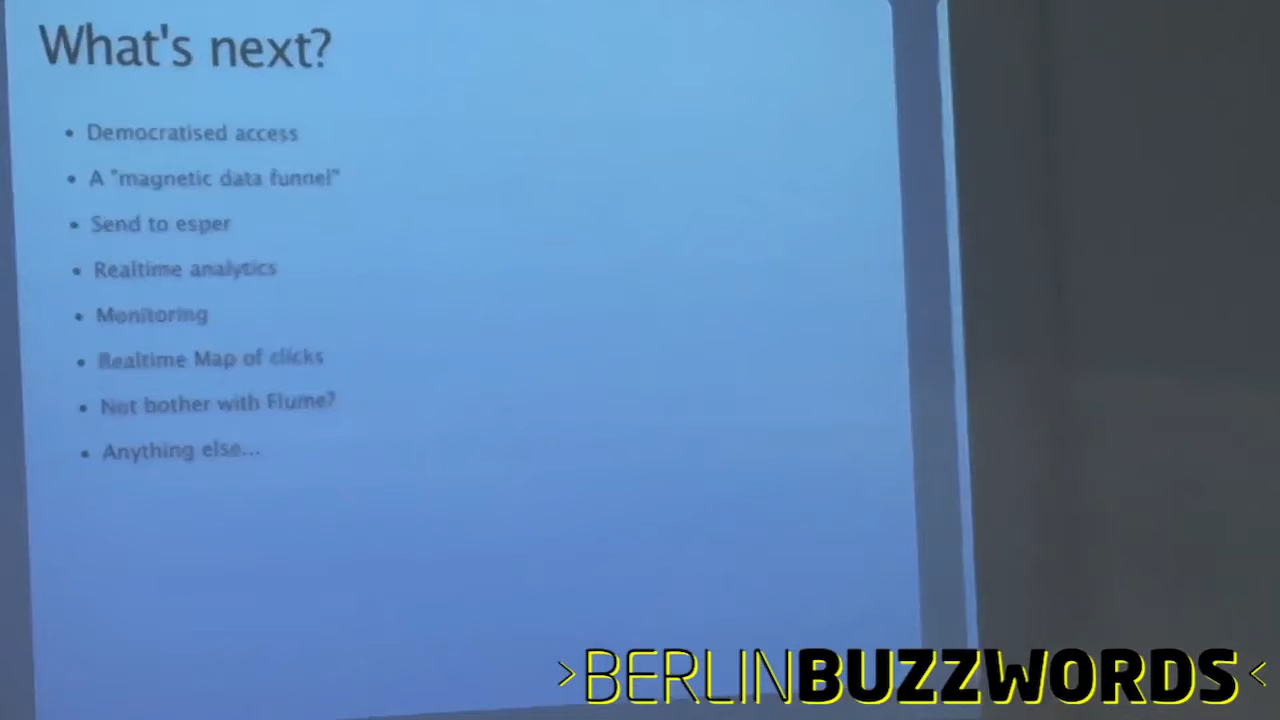 What's next?
• Democratised access
• A "magnetic data funnel"
• Send to esper
• Realtime analytics
• Monitoring
• Realtime Map of clicks
• Not bother with Flume?
• Anything else...
>BERLINBUZZWORDS<